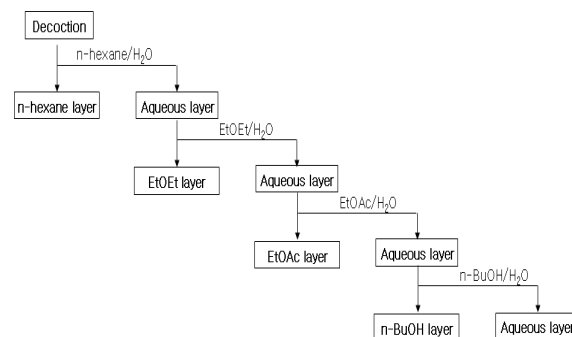 Decoction
n-hexane/H₂O
n-hexane layer
Aqueous layer
EtOEt/H₂O
EtOEt layer
Aqueous layer
EtOAc/H₂O
EtOAc layer
Aqueous layer
n-BuOH/H₂O
n-BuOH layer
Aqueous layer